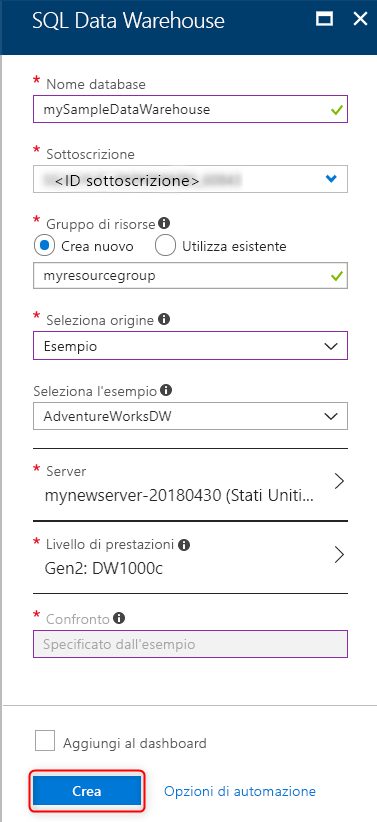 SQL Data Warehouse
* Nome database
mySampleDataWarehouse
* Sottoscrizione
<ID sottoscrizione>
* Gruppo di risorse
Crea nuovo Utilizza esistente
myresourcegroup
* Seleziona origine
Esempio
Seleziona l'esempio
AdventureWorksDW
* Server
mynewserver-20180430 (Stati Uniti...
* Livello di prestazioni
Gen2: DW1000c
* Confronto
Specificato dall'esempio
Aggiungi al dashboard
Crea Opzioni di automazione